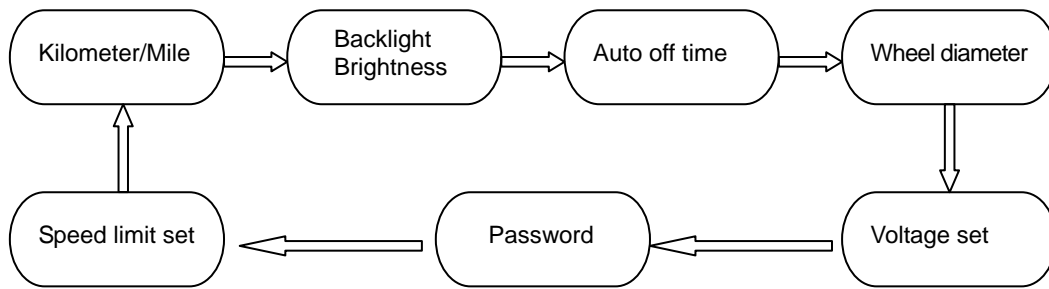 Kilometer/Mile
Backlight
Brightness
Auto off time
Wheel diameter
Speed limit set
Password
Voltage set